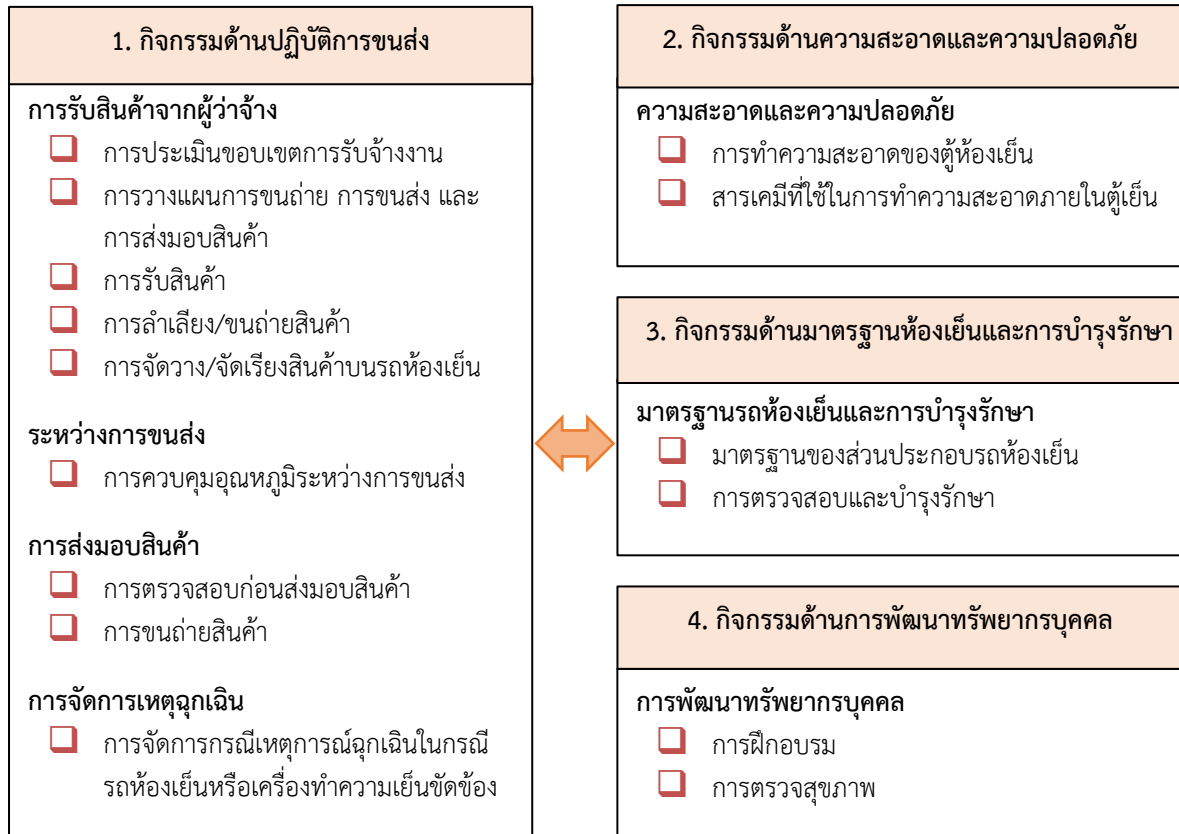 1. กิจกรรมด้านปฏิบัติการขนส่ง
การรับสินค้าจากผู้ว่าจ้าง
การประเมินขอบเขตการรับจ้างงาน
การวางแผนการขนถ่าย การขนส่ง และ
การส่งมอบสินค้า
การรับสินค้า
การลำเลียง/ขนถ่ายสินค้า
การจัดวาง/จัดเรียงสินค้าบนรถห้องเย็น
ระหว่างการขนส่ง
การควบคุมอุณหภูมิระหว่างการขนส่ง
การส่งมอบสินค้า
การตรวจสอบก่อนส่งมอบสินค้า
การขนถ่ายสินค้า
การจัดการเหตุฉุกเฉิน
การจัดการกรณีเหตุการณ์ฉุกเฉินในกรณี
รถห้องเย็นหรือเครื่องทำความเย็นขัดข้อง
2. กิจกรรมด้านความสะอาดและความปลอดภัย
ความสะอาดและความปลอดภัย
การทำความสะอาดของตู้ห้องเย็น
สารเคมีที่ใช้ในการทำความสะอาดภายในตู้เย็น
3. กิจกรรมด้านมาตรฐานห้องเย็นและการบำรุงรักษา
มาตรฐานรถห้องเย็นและการบำรุงรักษา
มาตรฐานของส่วนประกอบรถห้องเย็น
การตรวจสอบและบำรุงรักษา
4. กิจกรรมด้านการพัฒนาทรัพยากรบุคคล
การพัฒนาทรัพยากรบุคคล
การฝึกอบรม
การตรวจสุขภาพ